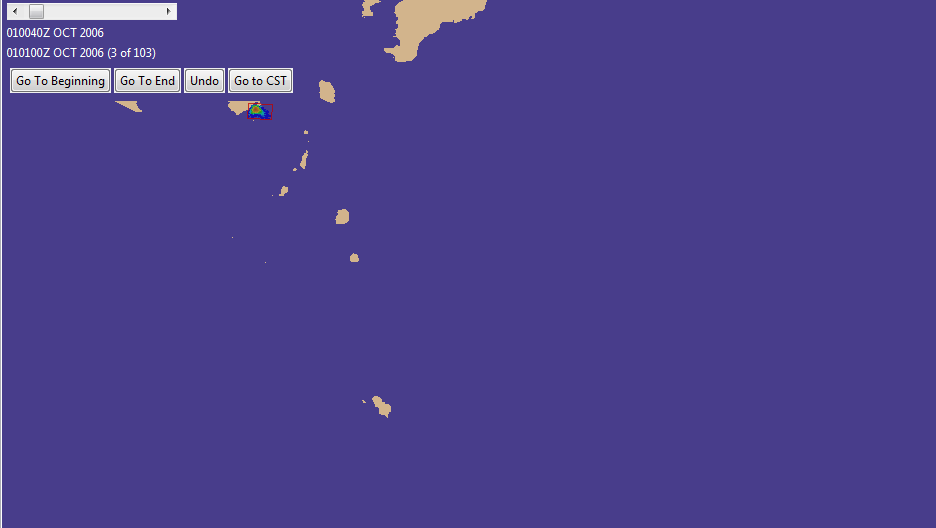 010040Z OCT 2006
010100Z OCT 2006 (3 of 103)
Go To Beginning Go To End Undo Go to CST